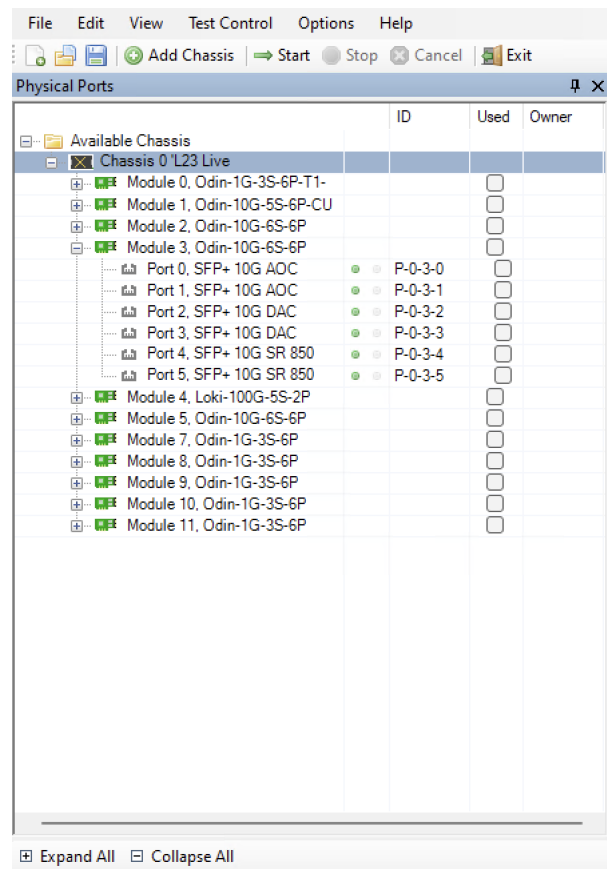 File Edit View Test Control Options Help
Add Chassis Start Stop Cancel Exit
Physical Ports
ID Used Owner
Available Chassis
Chassis 0 'L23 Live
Module 0, Odin-1G-3S-6P-T1-
Module 1, Odin-10G-5S-6P-CU
Module 2, Odin-10G-6S-6P
Module 3, Odin-10G-6S-6P
Port 0, SFP+ 10G AOC P-0-3-0
Port 1, SFP+ 10G AOC P-0-3-1
Port 2, SFP+ 10G DAC P-0-3-2
Port 3, SFP+ 10G DAC P-0-3-3
Port 4, SFP+ 10G SR 850 P-0-3-4
Port 5, SFP+ 10G SR 850 P-0-3-5
Module 4, Loki-100G-5S-2P
Module 5, Odin-10G-6S-6P
Module 7, Odin-1G-3S-6P
Module 8, Odin-1G-3S-6P
Module 9, Odin-1G-3S-6P
Module 10, Odin-1G-3S-6P
Module 11, Odin-1G-3S-6P
Expand All Collapse All